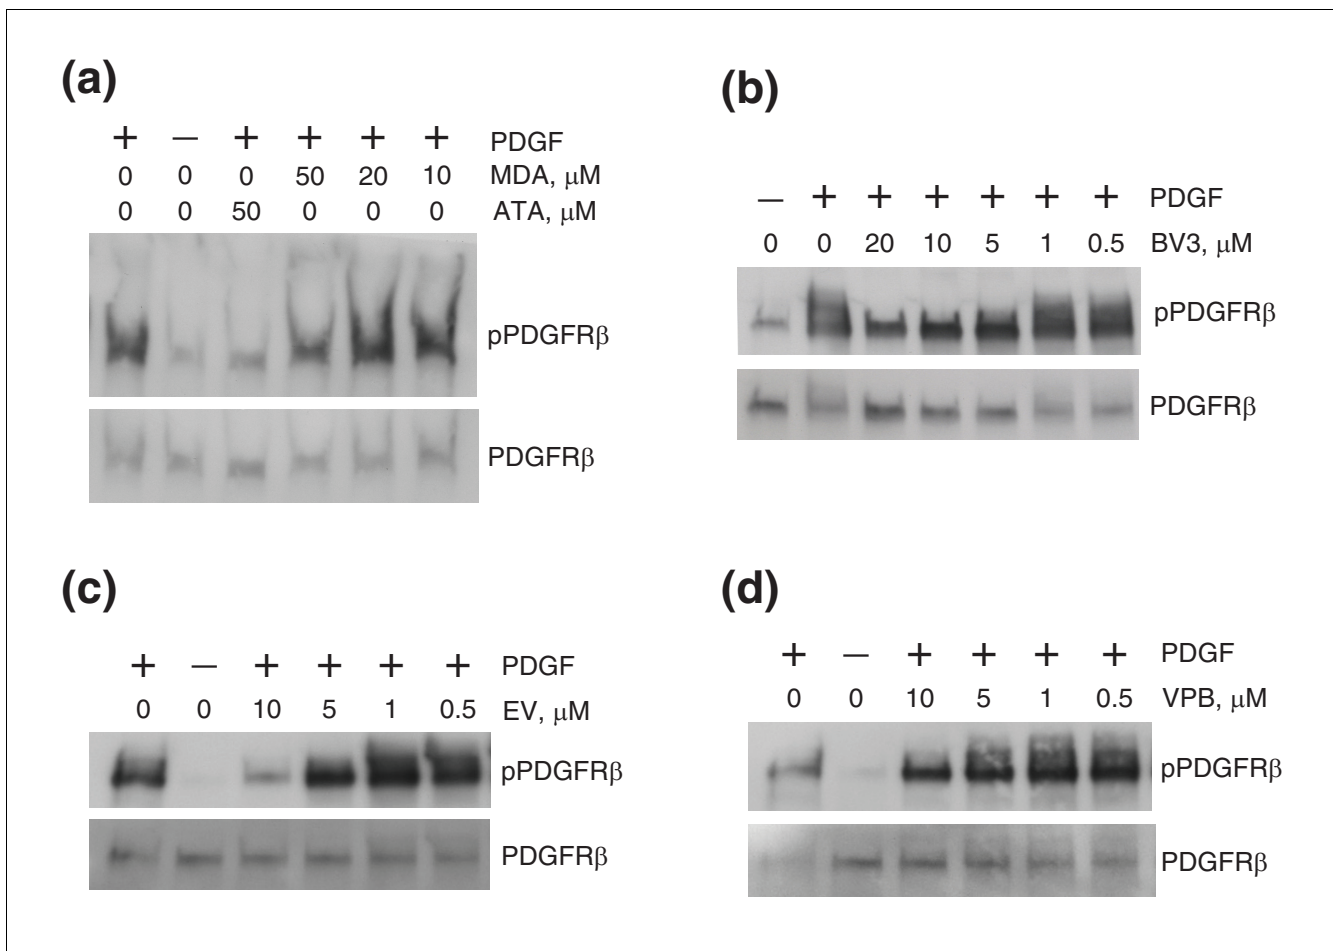 (a)
+ — + + + + PDGF
0 0 0 50 20 10 MDA, μM
0 0 50 0 0 0 ATA, μM
pPDGFRβ
PDGFRβ
(b)
— + + + + + + PDGF
0 0 20 10 5 1 0.5 BV3, μM
pPDGFRβ
PDGFRβ
(c)
+ — + + + + PDGF
0 0 10 5 1 0.5 EV, μM
pPDGFRβ
PDGFRβ
(d)
+ — + + + + PDGF
0 0 10 5 1 0.5 VPB, μM
pPDGFRβ
PDGFRβ